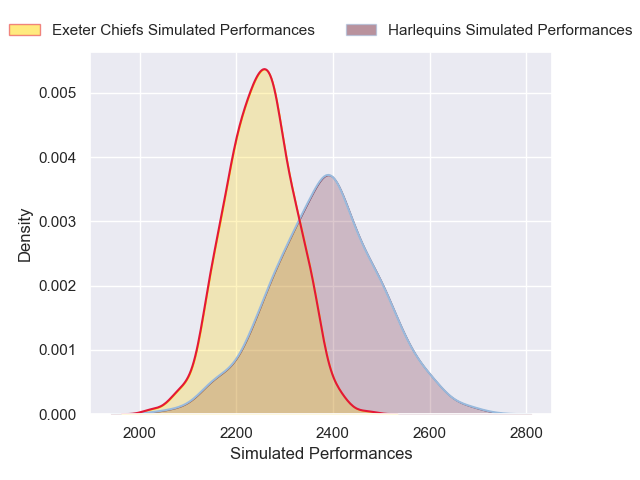 Exeter Chiefs Simulated Performances
Harlequins Simulated Performances
0.005
0.004
0.003
0.002
0.001
0.000
Density
2000
2200
2400
2600
2800
Simulated Performances